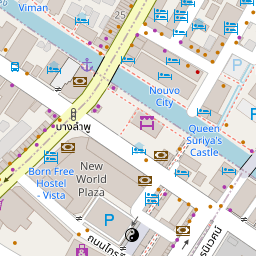 Viman
25
Nouvo
City
บางลำพู
Queen
Suriya's
Castle
Born Free
Hostel
- Vista
New
World
Plaza
P
P
P